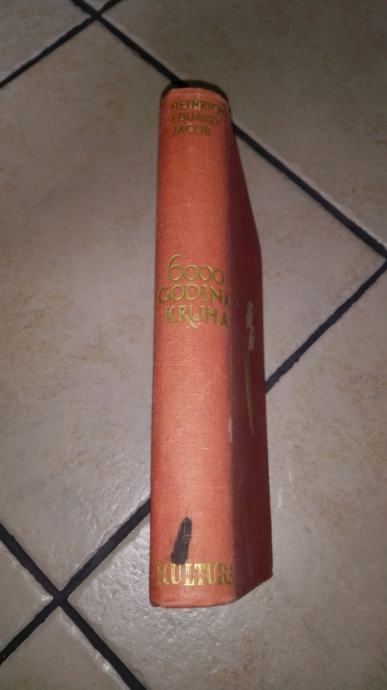 HEINRICH
EDUARD
JACOB
6000
GODINA
KRUHA
KULTURA